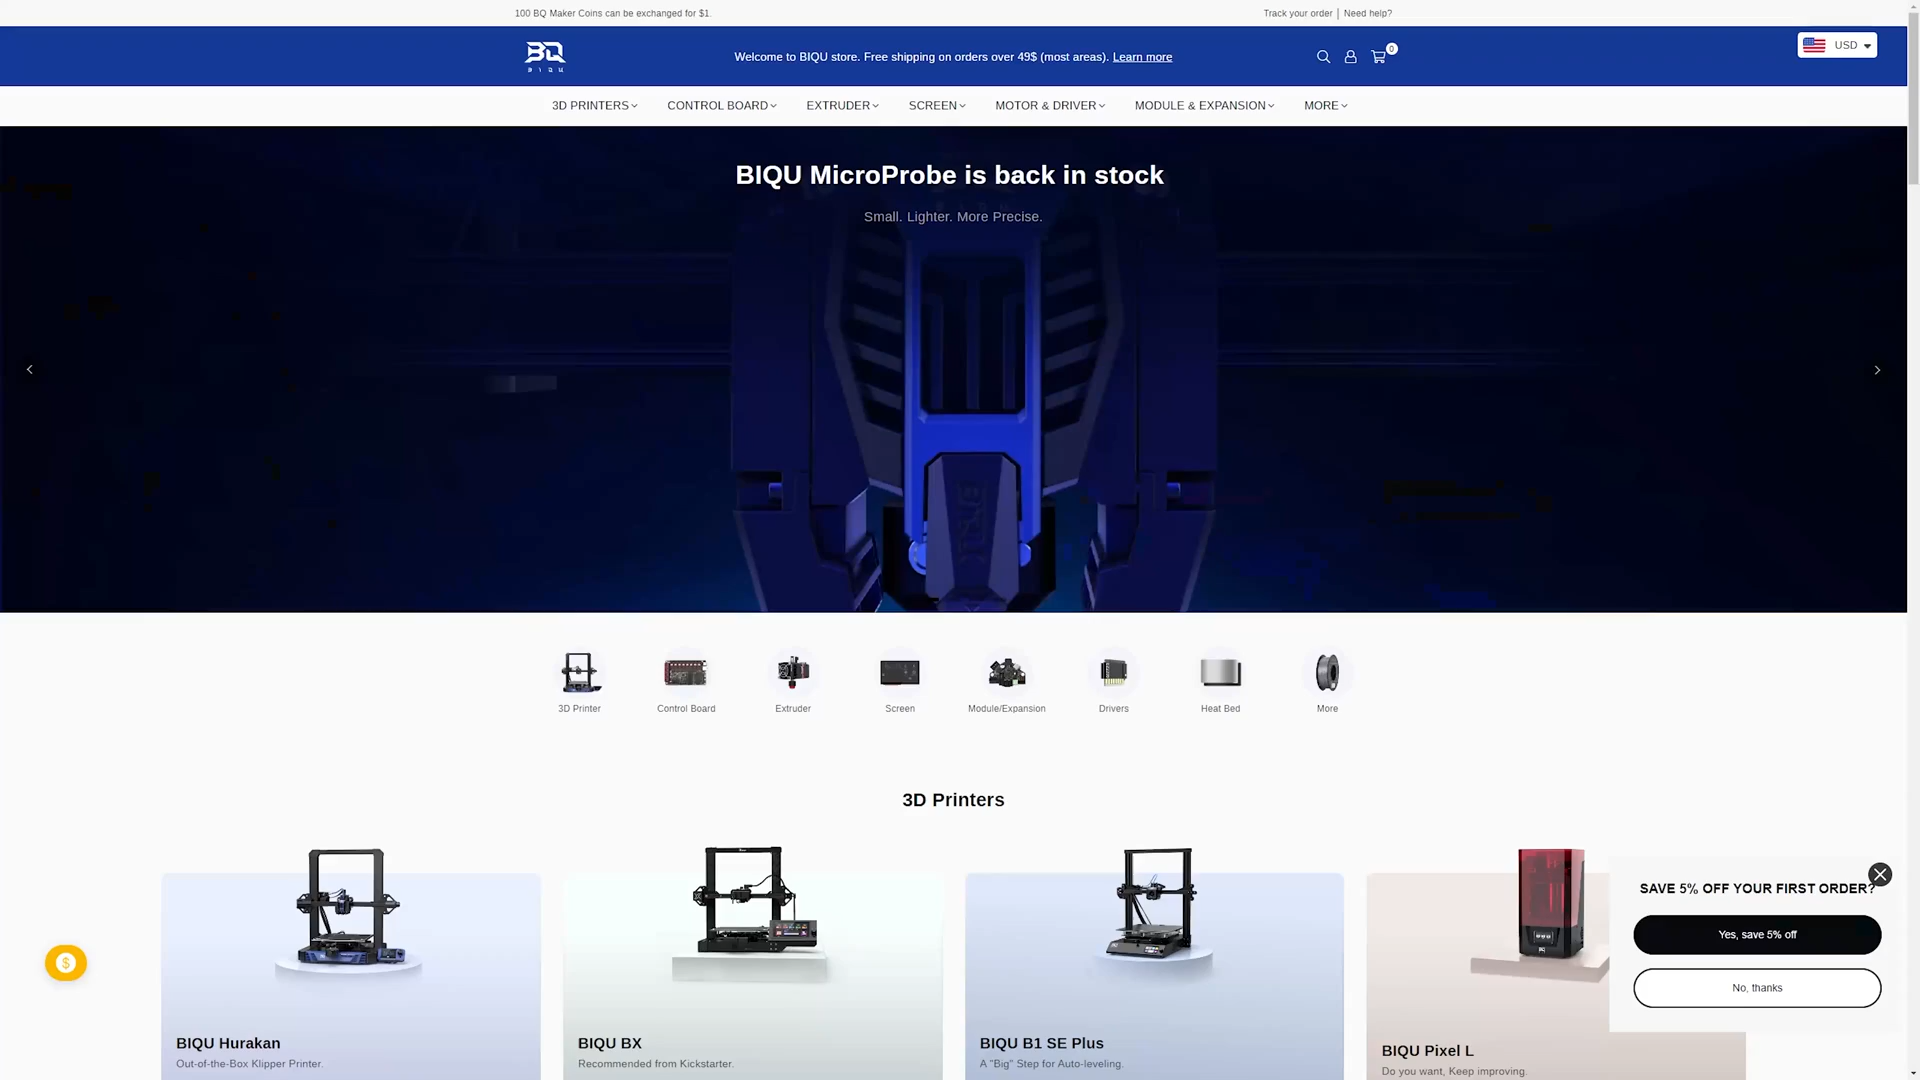 100 BQ Maker Coins can be exchanged for $1.
Track your order | Need help?
BQ
BIQU
Welcome to BIQU store. Free shipping on orders over 49$ (most areas). Learn more
0
USD
3D PRINTERS
CONTROL BOARD
EXTRUDER
SCREEN
MOTOR & DRIVER
MODULE & EXPANSION
MORE
BIQU MicroProbe is back in stock
Small. Lighter. More Precise.
3D Printer
Control Board
Extruder
Screen
Module/Expansion
Drivers
Heat Bed
More
3D Printers
BIQU Hurakan
Out-of-the-Box Klipper Printer.
BIQU BX
Recommended from Kickstarter.
BIQU B1 SE Plus
A "Big" Step for Auto-leveling.
BIQU Pixel L
Do you want, Keep improving.
SAVE 5% OFF YOUR FIRST ORDER?
Yes, save 5% off
No, thanks